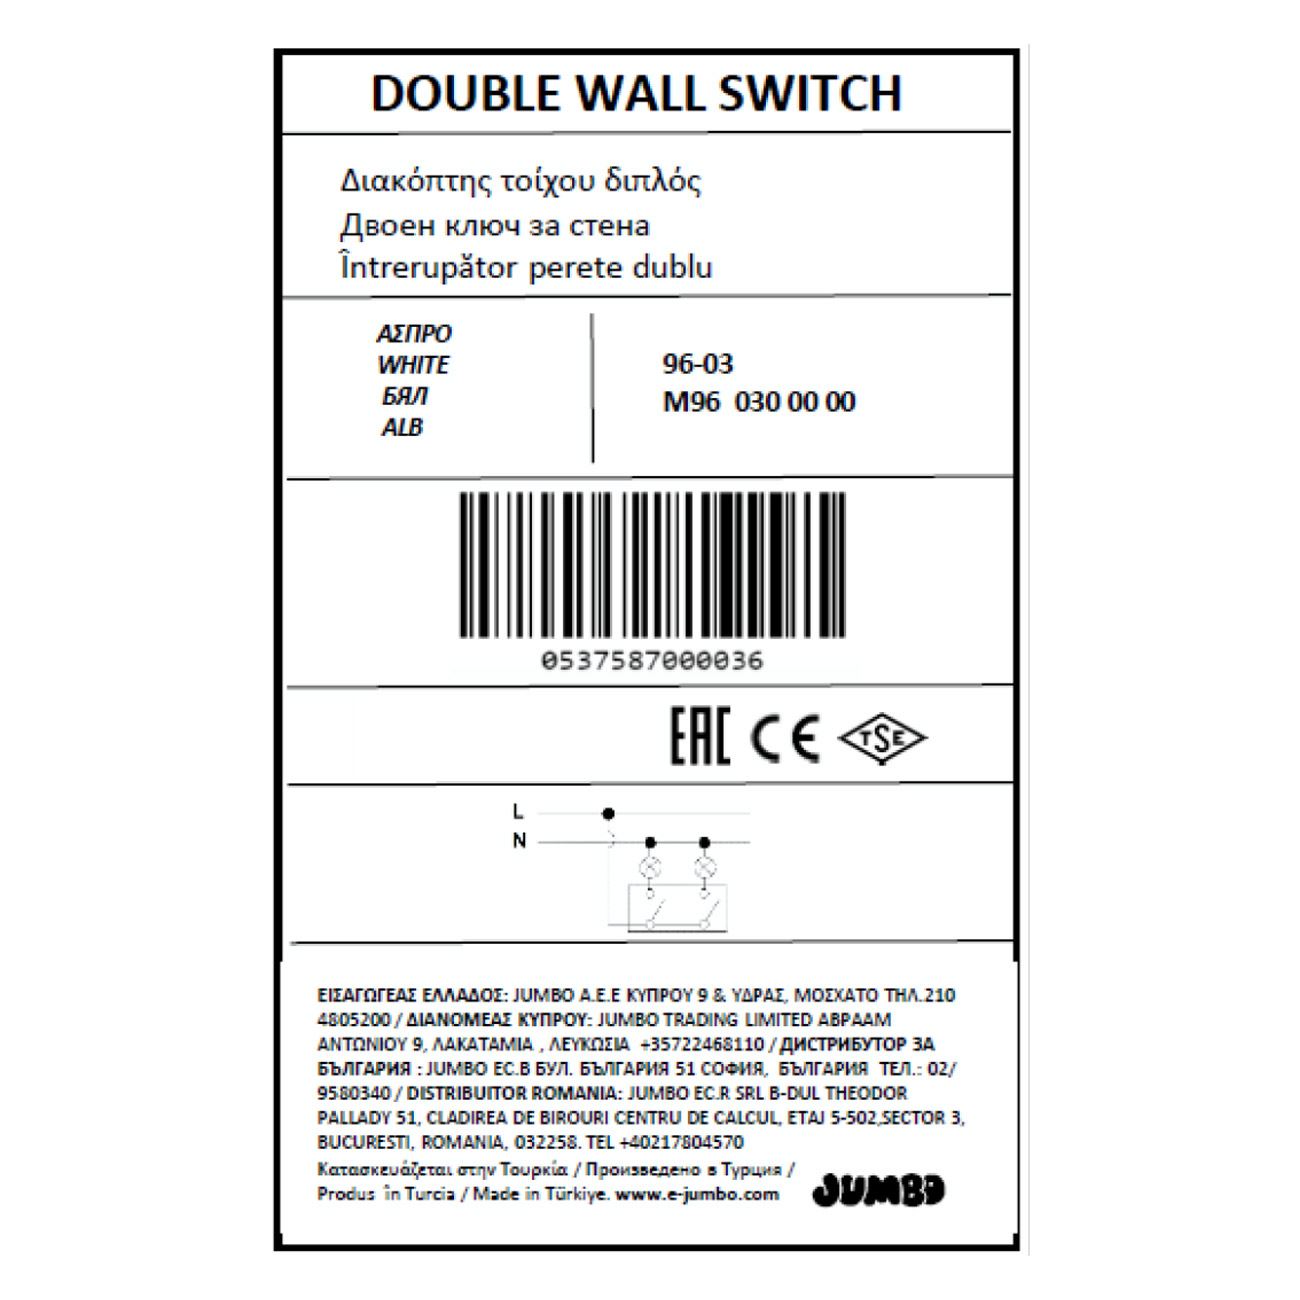 DOUBLE WALL SWITCH
Διακόπτης τοίχου διπλός
Двоен ключ за стена
Întrerupător perete dublu
ΑΣΠΡΟ
WHITE
БЯЛ
ALB
96-03
M96 030 00 00
0537587000036
EAC CE TSE
L
N
ΕΙΣΑΓΩΓΕΑΣ ΕΛΛΑΔΟΣ: JUMBO A.E.E ΚΥΠΡΟΥ 9 & ΥΔΡΑΣ, ΜΟΣΧΑΤΟ ΤΗΛ.210
4805200 / ΔΙΑΝΟΜΕΑΣ ΚΥΠΡΟΥ: JUMBO TRADING LIMITED ΑΒΡΑΑΜ
ΑΝΤΩΝΙΟΥ 9, ΛΑΚΑΤΑΜΙΑ , ΛΕΥΚΩΣΙΑ +35722468110 / ДИСТРИБУТОР ЗА
БЪЛГАРИЯ : JUMBO EC.B БУЛ. БЪЛГАРИЯ 51 СОФИЯ, БЪЛГАРИЯ ТЕЛ.: 02/
9580340 / DISTRIBUITOR ROMANIA: JUMBO EC.R SRL B-DUL THEODOR
PALLADY 51, CLADIREA DE BIROURI CENTRU DE CALCUL, ETAJ 5-502,SECTOR 3,
BUCURESTI, ROMANIA, 032258. TEL +40217804570
Κατασκευάζεται στην Τουρκία / Произведено в Турция /
Produs în Turcia / Made in Türkiye. www.e-jumbo.com
JUMBO